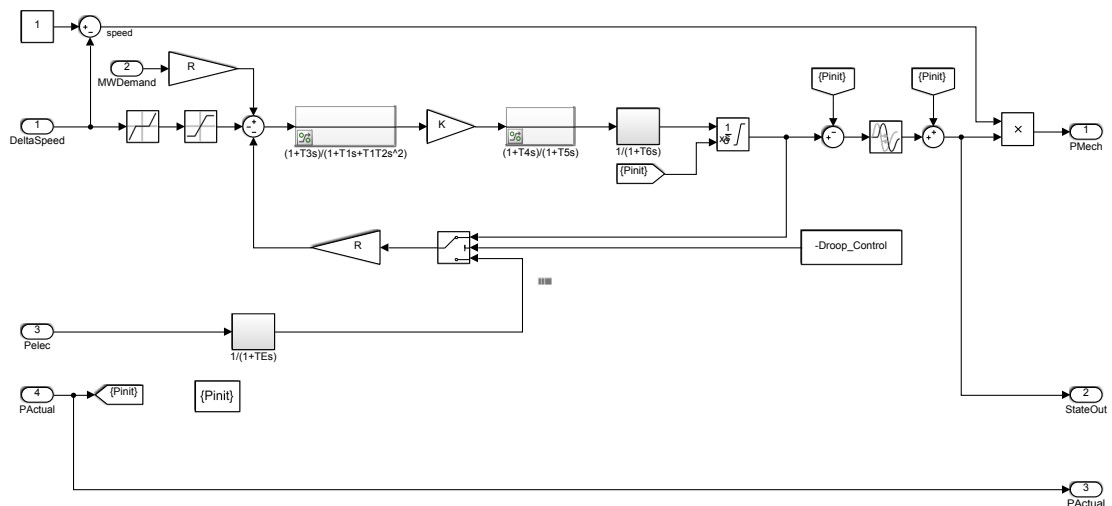 1
speed
2
MWDemand
R
{Pinit}
{Pinit}
1
DeltaSpeed
(1+T3s)/(1+T1s+T1T2s^2)
K
(1+T4s)/(1+T5s)
1/(1+T6s)
{Pinit}
1
×
1
PMech
R
-Droop_Control
3
Pelec
1/(1+TEs)
4
PActual
{Pinit}
{Pinit}
2
StateOut
3
PActual